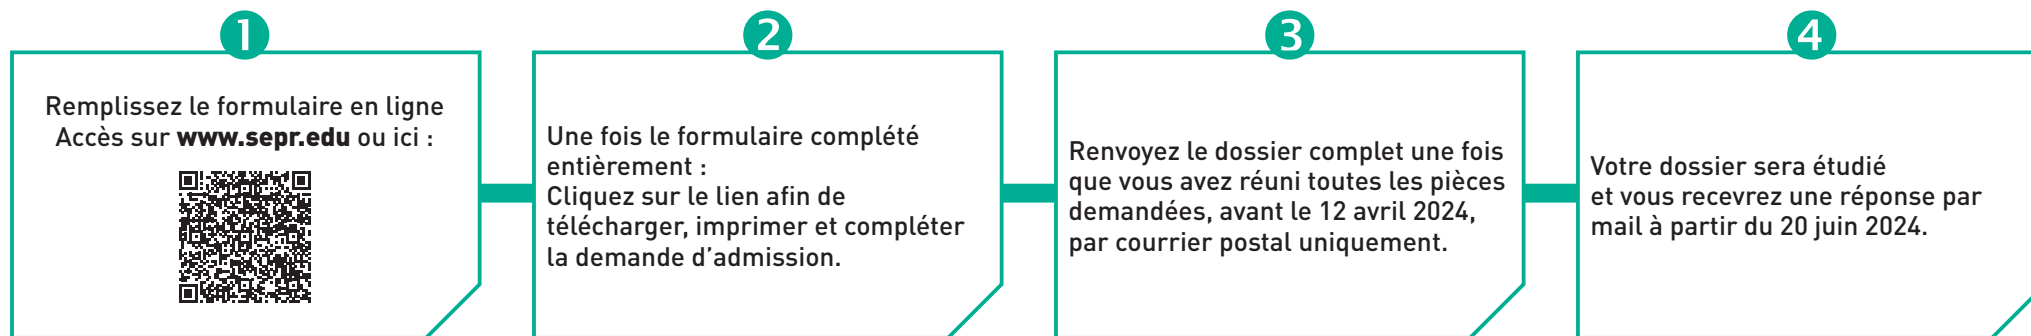 1
Remplissez le formulaire en ligne
Accès sur www.sepr.edu ou ici :
2
Une fois le formulaire complété
entièrement :
Cliquez sur le lien afin de
télécharger, imprimer et compléter
la demande d’admission.
3
Renvoyez le dossier complet une fois
que vous avez réuni toutes les pièces
demandées, avant le 12 avril 2024,
par courrier postal uniquement.
4
Votre dossier sera étudié
et vous recevrez une réponse par
mail à partir du 20 juin 2024.